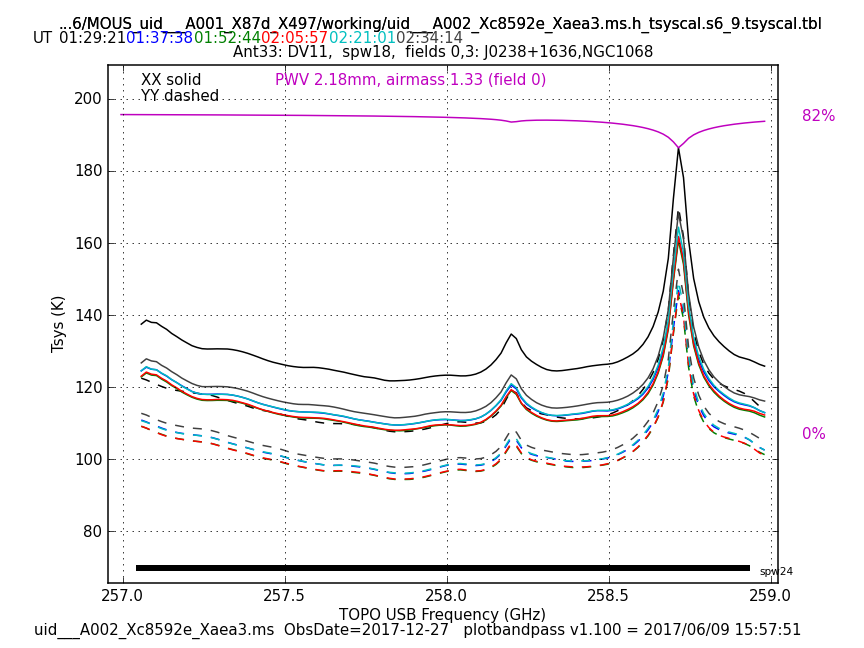 ...6/MOUS_uid___A001_X87d_X497/working/uid___A002_Xc8592e_Xaea3.ms.h_tsyscal.s6_9.tsyscal.tbl
UT 01:29:21 01:37:38 01:52:44 02:05:57 02:21:01 02:34:14
Ant33: DV11, spw18, fields 0,3: J0238+1636,NGC1068
XX solid PWV 2.18mm, airmass 1.33 (field 0)
YY dashed
200
82%
180
160
140
Tsys (K)
120
100
0%
80
spw24
257.0 257.5 258.0 258.5 259.0
TOPO USB Frequency (GHz)
uid___A002_Xc8592e_Xaea3.ms ObsDate=2017-12-27 plotbandpass v1.100 = 2017/06/09 15:57:51